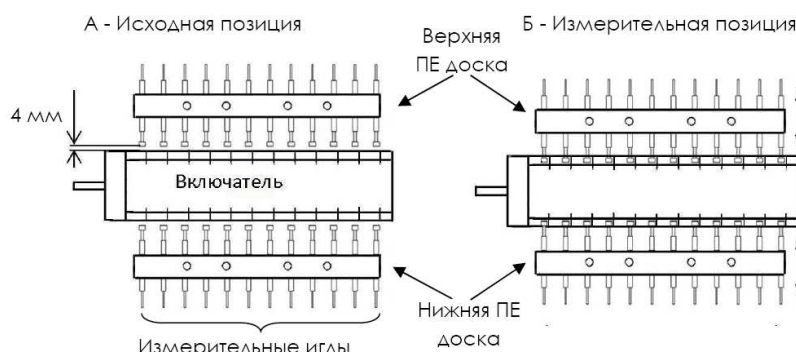 А - Исходная позиция
Верхняя
ПЕ доска
Б - Измерительная позиция
4 мм
Включатель
Нижняя ПЕ
доска
Измерительные иглы